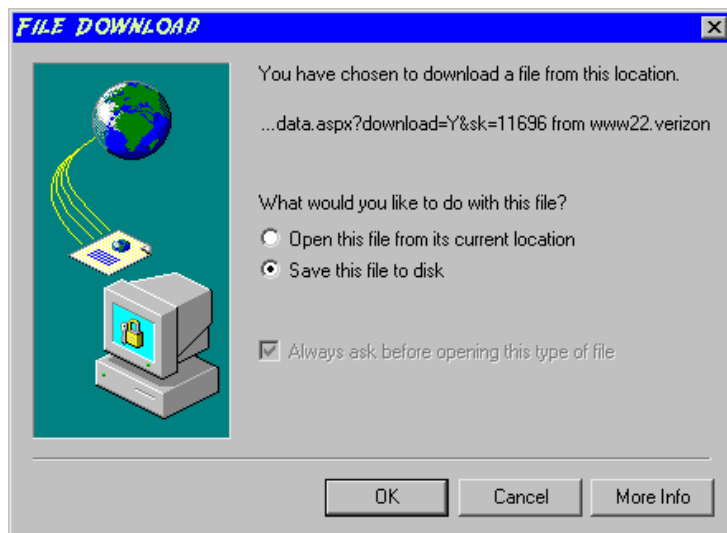 FILE DOWNLOAD
You have chosen to download a file from this location.
...data.aspx?download=Y&sk=11696 from www22.verizon
What would you like to do with this file?
Open this file from its current location
Save this file to disk
Always ask before opening this type of file
OK Cancel More Info